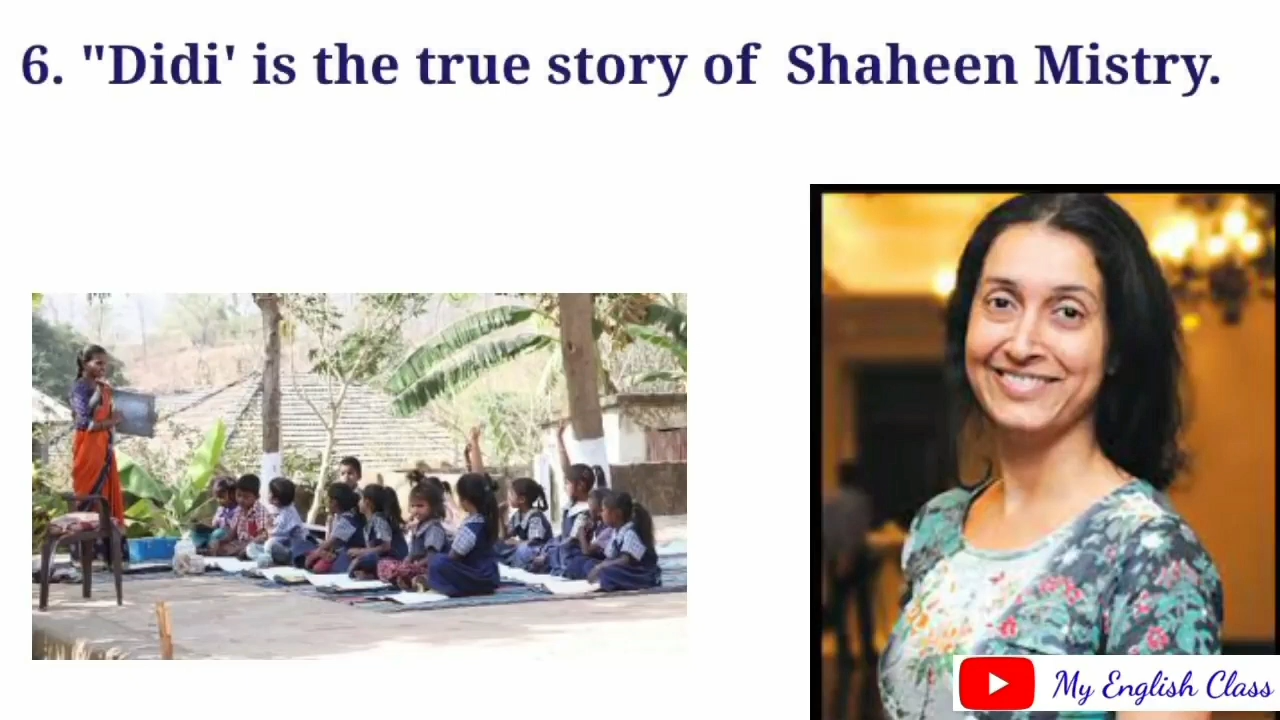 6. "Didi' is the true story of Shaheen Mistry.
My English Class